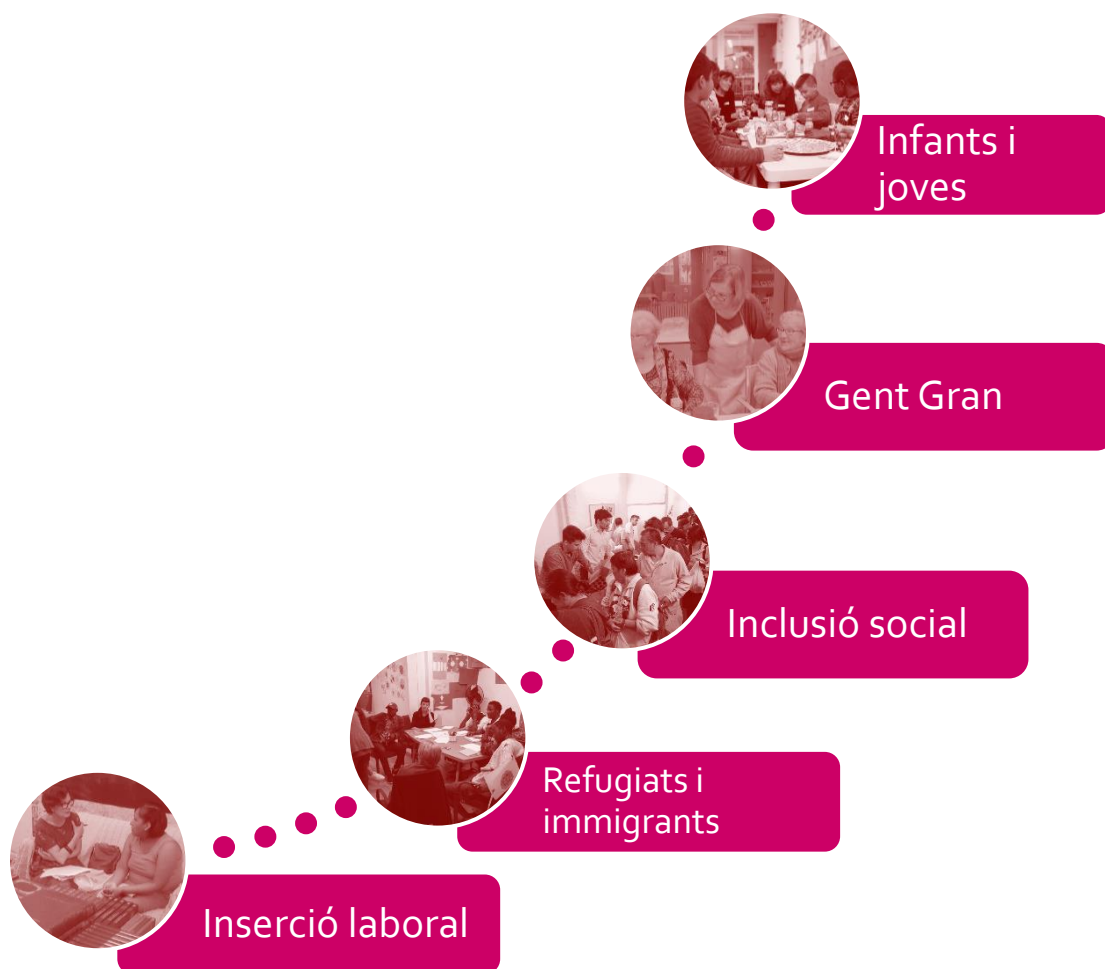 Infants i
joves
Gent Gran
Inclusió social
Refugiats i
immigrants
Inserció laboral